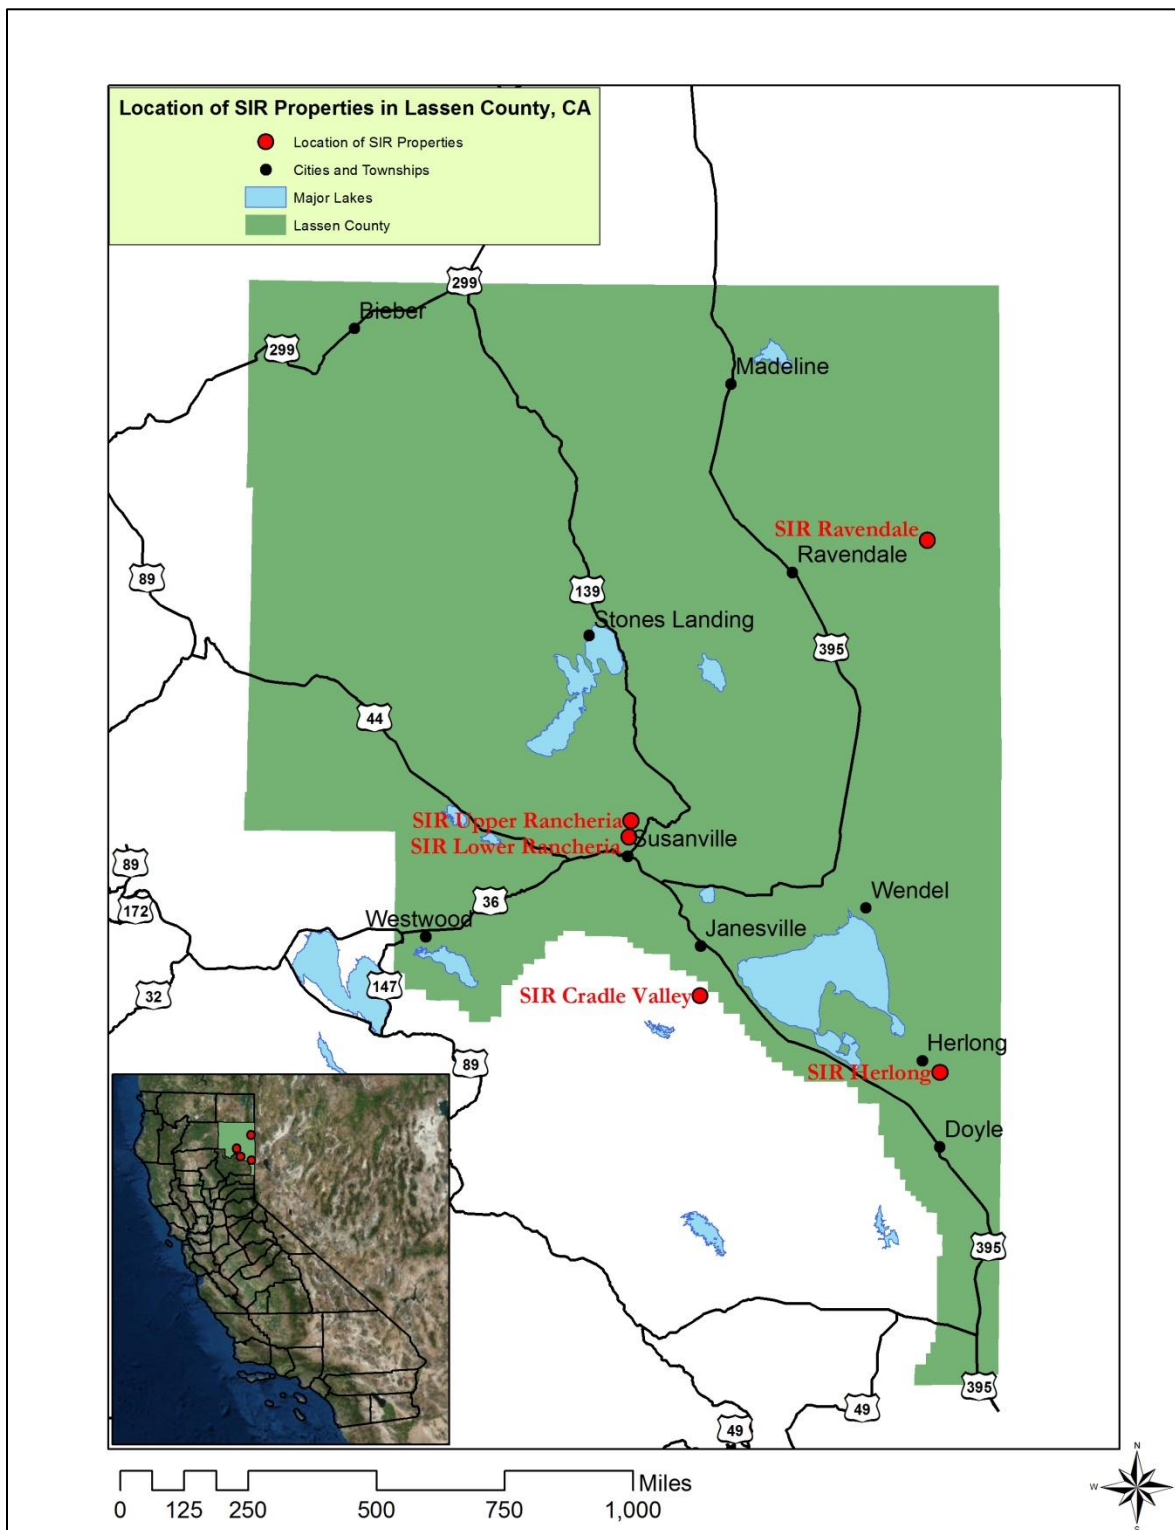 Location of SIR Properties in Lassen County, CA
Location of SIR Properties
Cities and Townships
Major Lakes
Lassen County
299
Bieber
299
Madeline
SIR Ravendale
Ravendale
89
139
Stones Landing
395
44
SIR Upper Rancheria
SIR Lower Rancheria
Susanville
89
36
Wendel
172
Westwood
Janesville
147
32
SIR Cradle Valley
Herlong
89
SIR Herlong
Doyle
395
395
49
49
Miles
0 125 250 500 750 1,000
N
W
E
S